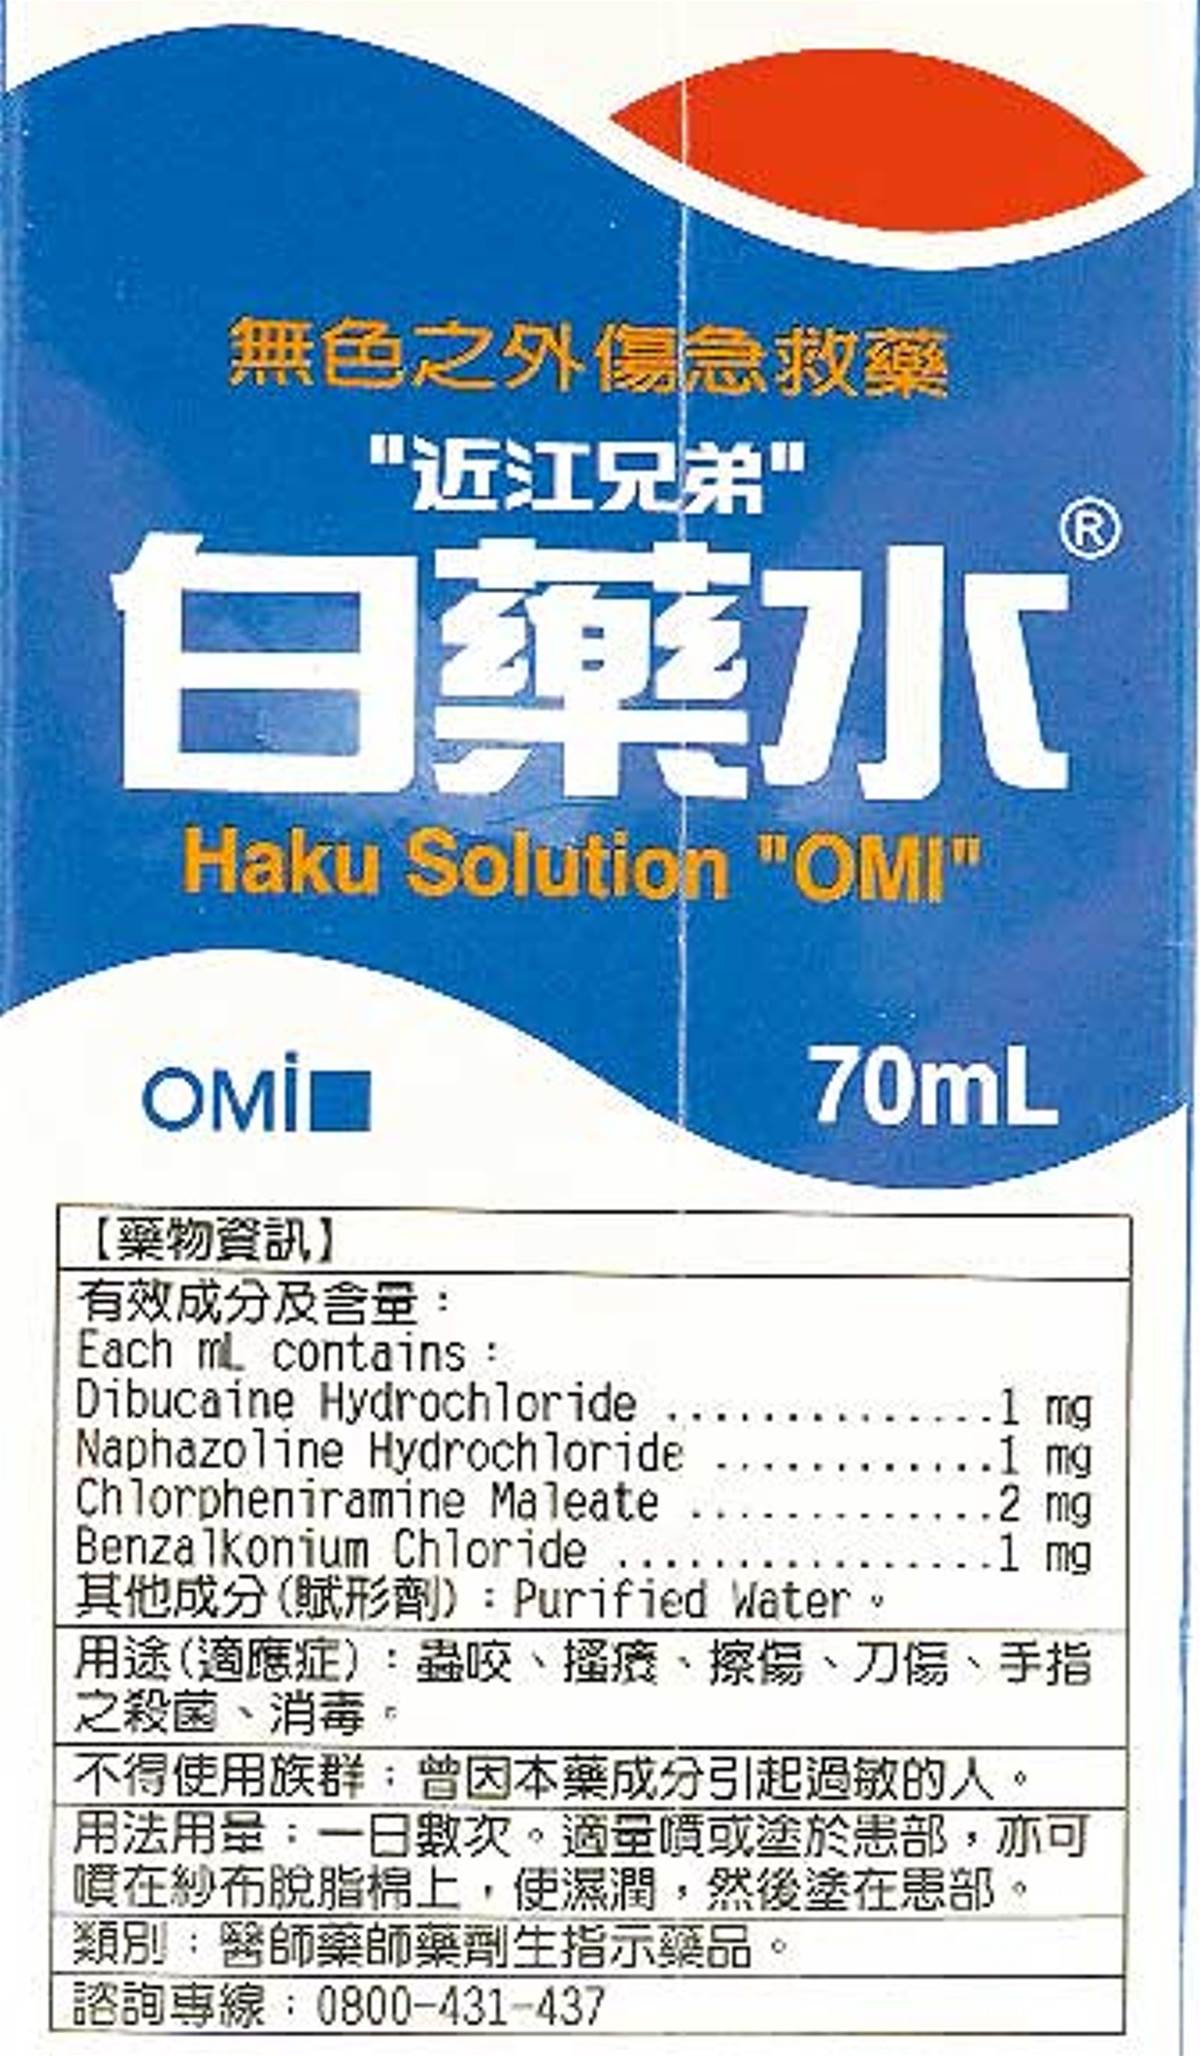 無色之外傷急救藥
"近江兄弟"
白藥水®
Haku Solution "OMI"
OMI
70mL
【藥物資訊】
有效成分及含量：
Each mL contains：
Dibucaine Hydrochloride ..............1 mg
Naphazoline Hydrochloride ............1 mg
Chlorpheniramine Maleate .............2 mg
Benzalkonium Chloride ................1 mg
其他成分(賦形劑)：Purified Water。
用途(適應症)：蟲咬、搔癢、擦傷、刀傷、手指
之殺菌、消毒。
不得使用族群：曾因本藥成分引起過敏的人。
用法用量：一日數次。適量噴或塗於患部，亦可
噴在紗布脫脂棉上，使濕潤，然後塗在患部。
類別：醫師藥師藥劑生指示藥品。
諮詢專線：0800-431-437